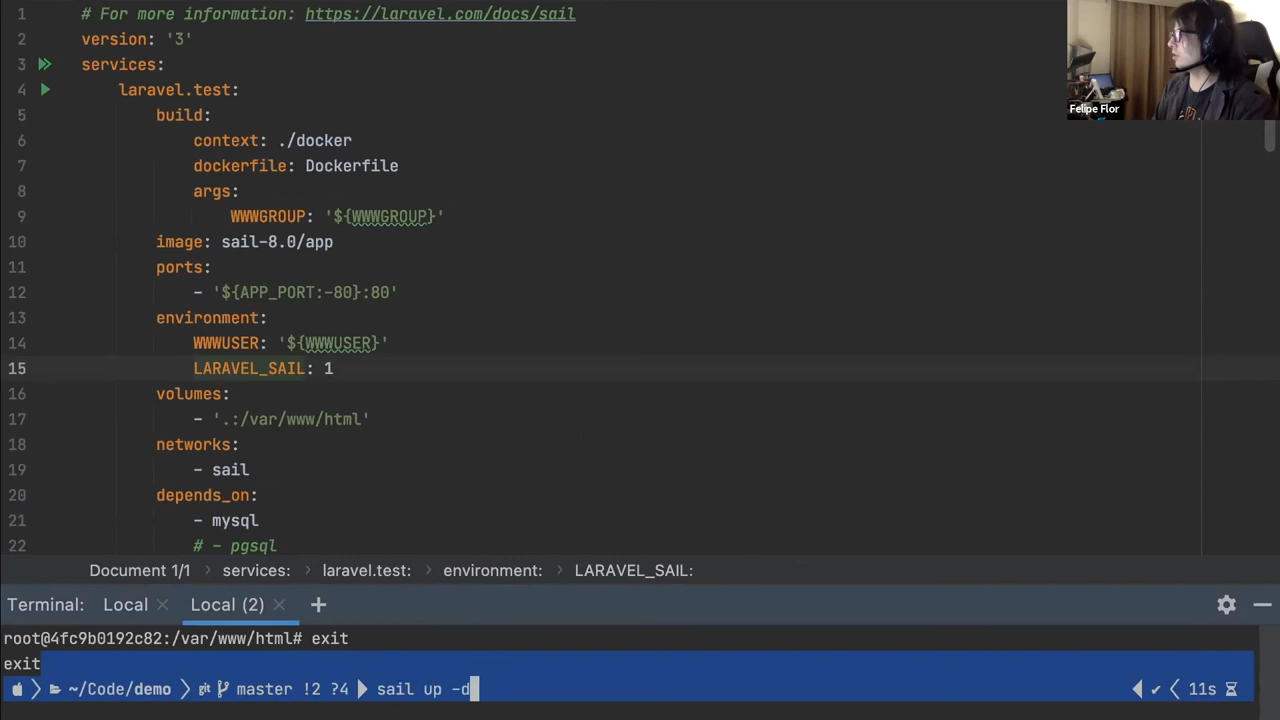 1 # For more information: https://laravel.com/docs/sail
2 version: '3'
3 services:
4 laravel.test:
5 build:
6 context: ./docker
7 dockerfile: Dockerfile
8 args:
9 WWWGROUP: '${WWWGROUP}'
10 image: sail-8.0/app
11 ports:
12 - '${APP_PORT:-80}:80'
13 environment:
14 WWWUSER: '${WWWUSER}'
15 LARAVEL_SAIL: 1
16 volumes:
17 - '.:/var/www/html'
18 networks:
19 - sail
20 depends_on:
21 - mysql
22 # - pgsql
Felipe Flor
Document 1/1 > services: > laravel.test: > environment: > LARAVEL_SAIL:
Terminal: Local Local (2)
root@4fc9b0192c82:/var/www/html# exit
exit
~/Code/demo git master !2 ?4 sail up -d 11s